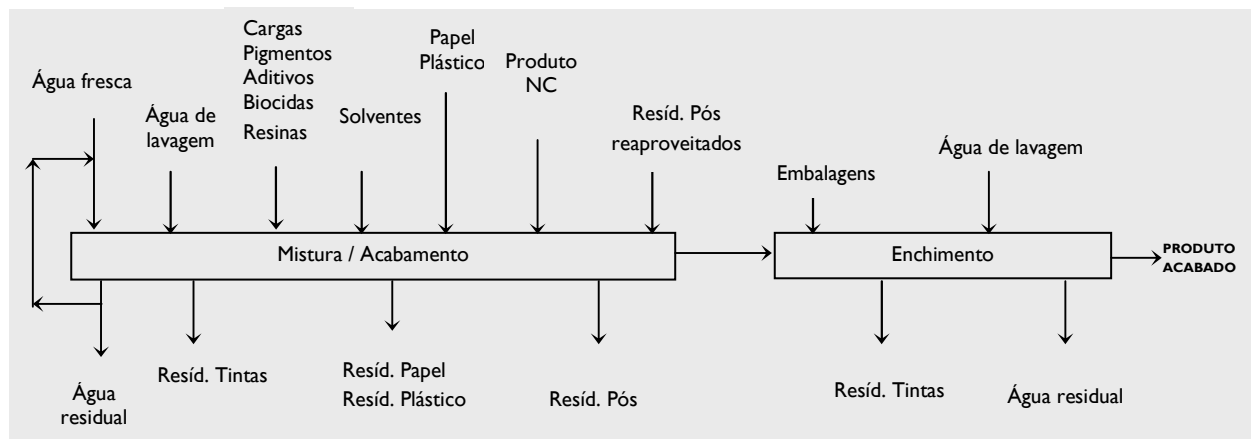 Água fresca
Água de
lavagem
Cargas
Pigmentos
Aditivos
Biocidas
Resinas
Solventes
Papel
Plástico
Produto
NC
Resíd. Pós
reaproveitados
Embalagens
Água de lavagem
Mistura / Acabamento
Enchimento
PRODUTO
ACABADO
Água
residual
Resíd. Tintas
Resíd. Papel
Resíd. Plástico
Resíd. Pós
Resíd. Tintas
Água residual